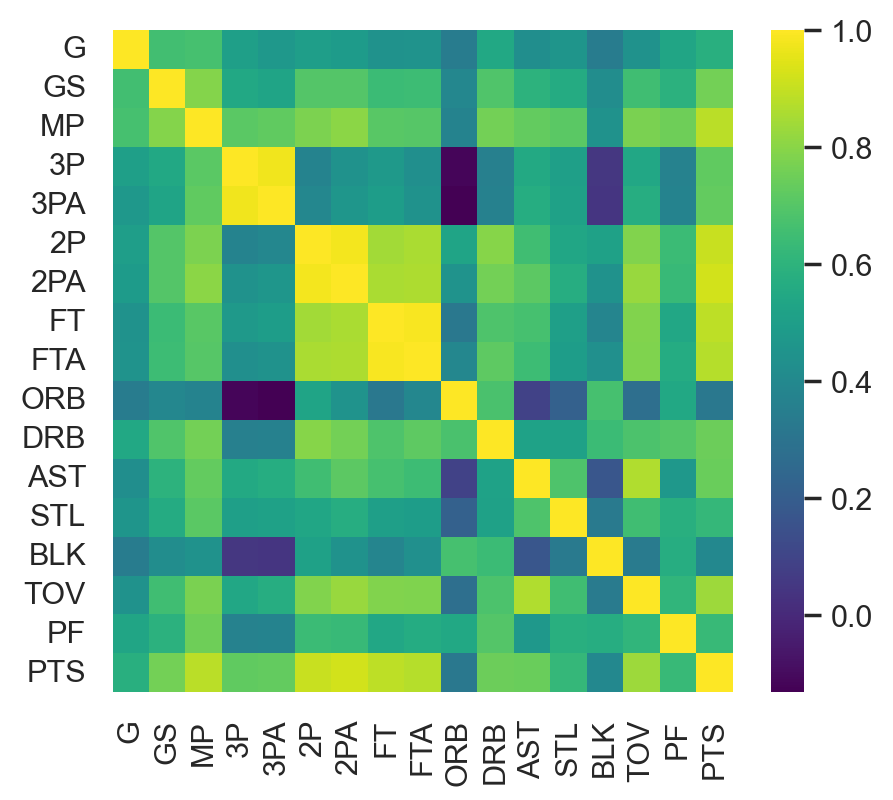 G
GS
MP
3P
3PA
2P
2PA
FT
FTA
ORB
DRB
AST
STL
BLK
TOV
PF
PTS
G GS MP 3P 3PA 2P 2PA FT FTA ORB DRB AST STL BLK TOV PF PTS
1.0
0.8
0.6
0.4
0.2
0.0